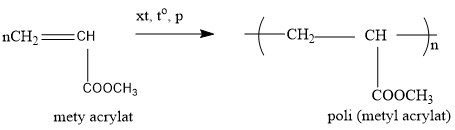 xt, t°, p
nCH₂═CH ─(CH₂─CH)─n
COOCH₃ COOCH₃
mety acrylat poli (metyl acrylat)